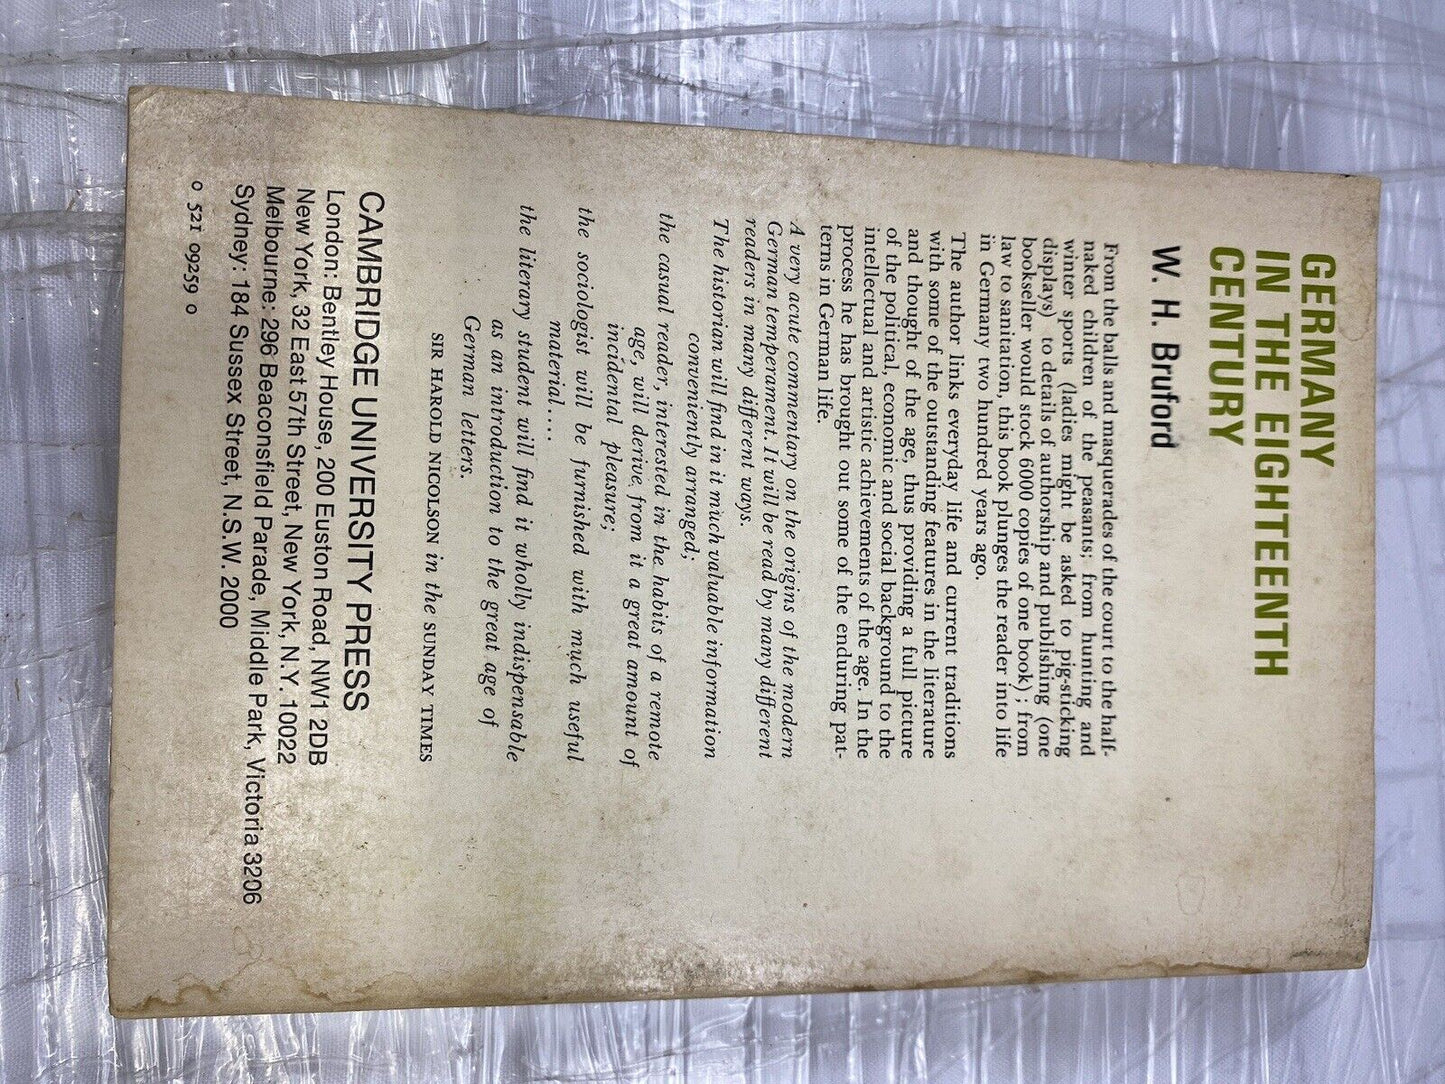 GERMANY
IN THE EIGHTEENTH
CENTURY
W. H. Bruford
From the balls and masquerades of the court to the half-
naked children of the peasants; from hunting and
winter sports (ladies might be asked to pig-sticking
displays) to details of authorship and publishing (one
bookseller would stock 6000 copies of one book); from
law to sanitation, this book plunges the reader into life
in Germany two hundred years ago.
The author links everyday life and current traditions
with some of the outstanding features in the literature
and thought of the age, thus providing a full picture
of the political, economic and social background to the
intellectual and artistic achievements of the age. In the
process he has brought out some of the enduring pat-
terns in German life.
A very acute commentary on the origins of the modern
German temperament. It will be read by many different
readers in many different ways.
The historian will find in it much valuable information
conveniently arranged;
the casual reader, interested in the habits of a remote
age, will derive from it a great amount of
incidental pleasure;
the sociologist will be furnished with much useful
material....
the literary student will find it wholly indispensable
as an introduction to the great age of
German letters.
SIR HAROLD NICOLSON in the SUNDAY TIMES
CAMBRIDGE UNIVERSITY PRESS
London: Bentley House, 200 Euston Road, NW1 2DB
New York, 32 East 57th Street, New York, N.Y. 10022
Melbourne: 296 Beaconsfield Parade, Middle Park, Victoria 3206
Sydney: 184 Sussex Street, N.S.W. 2000
0 521 09259 0